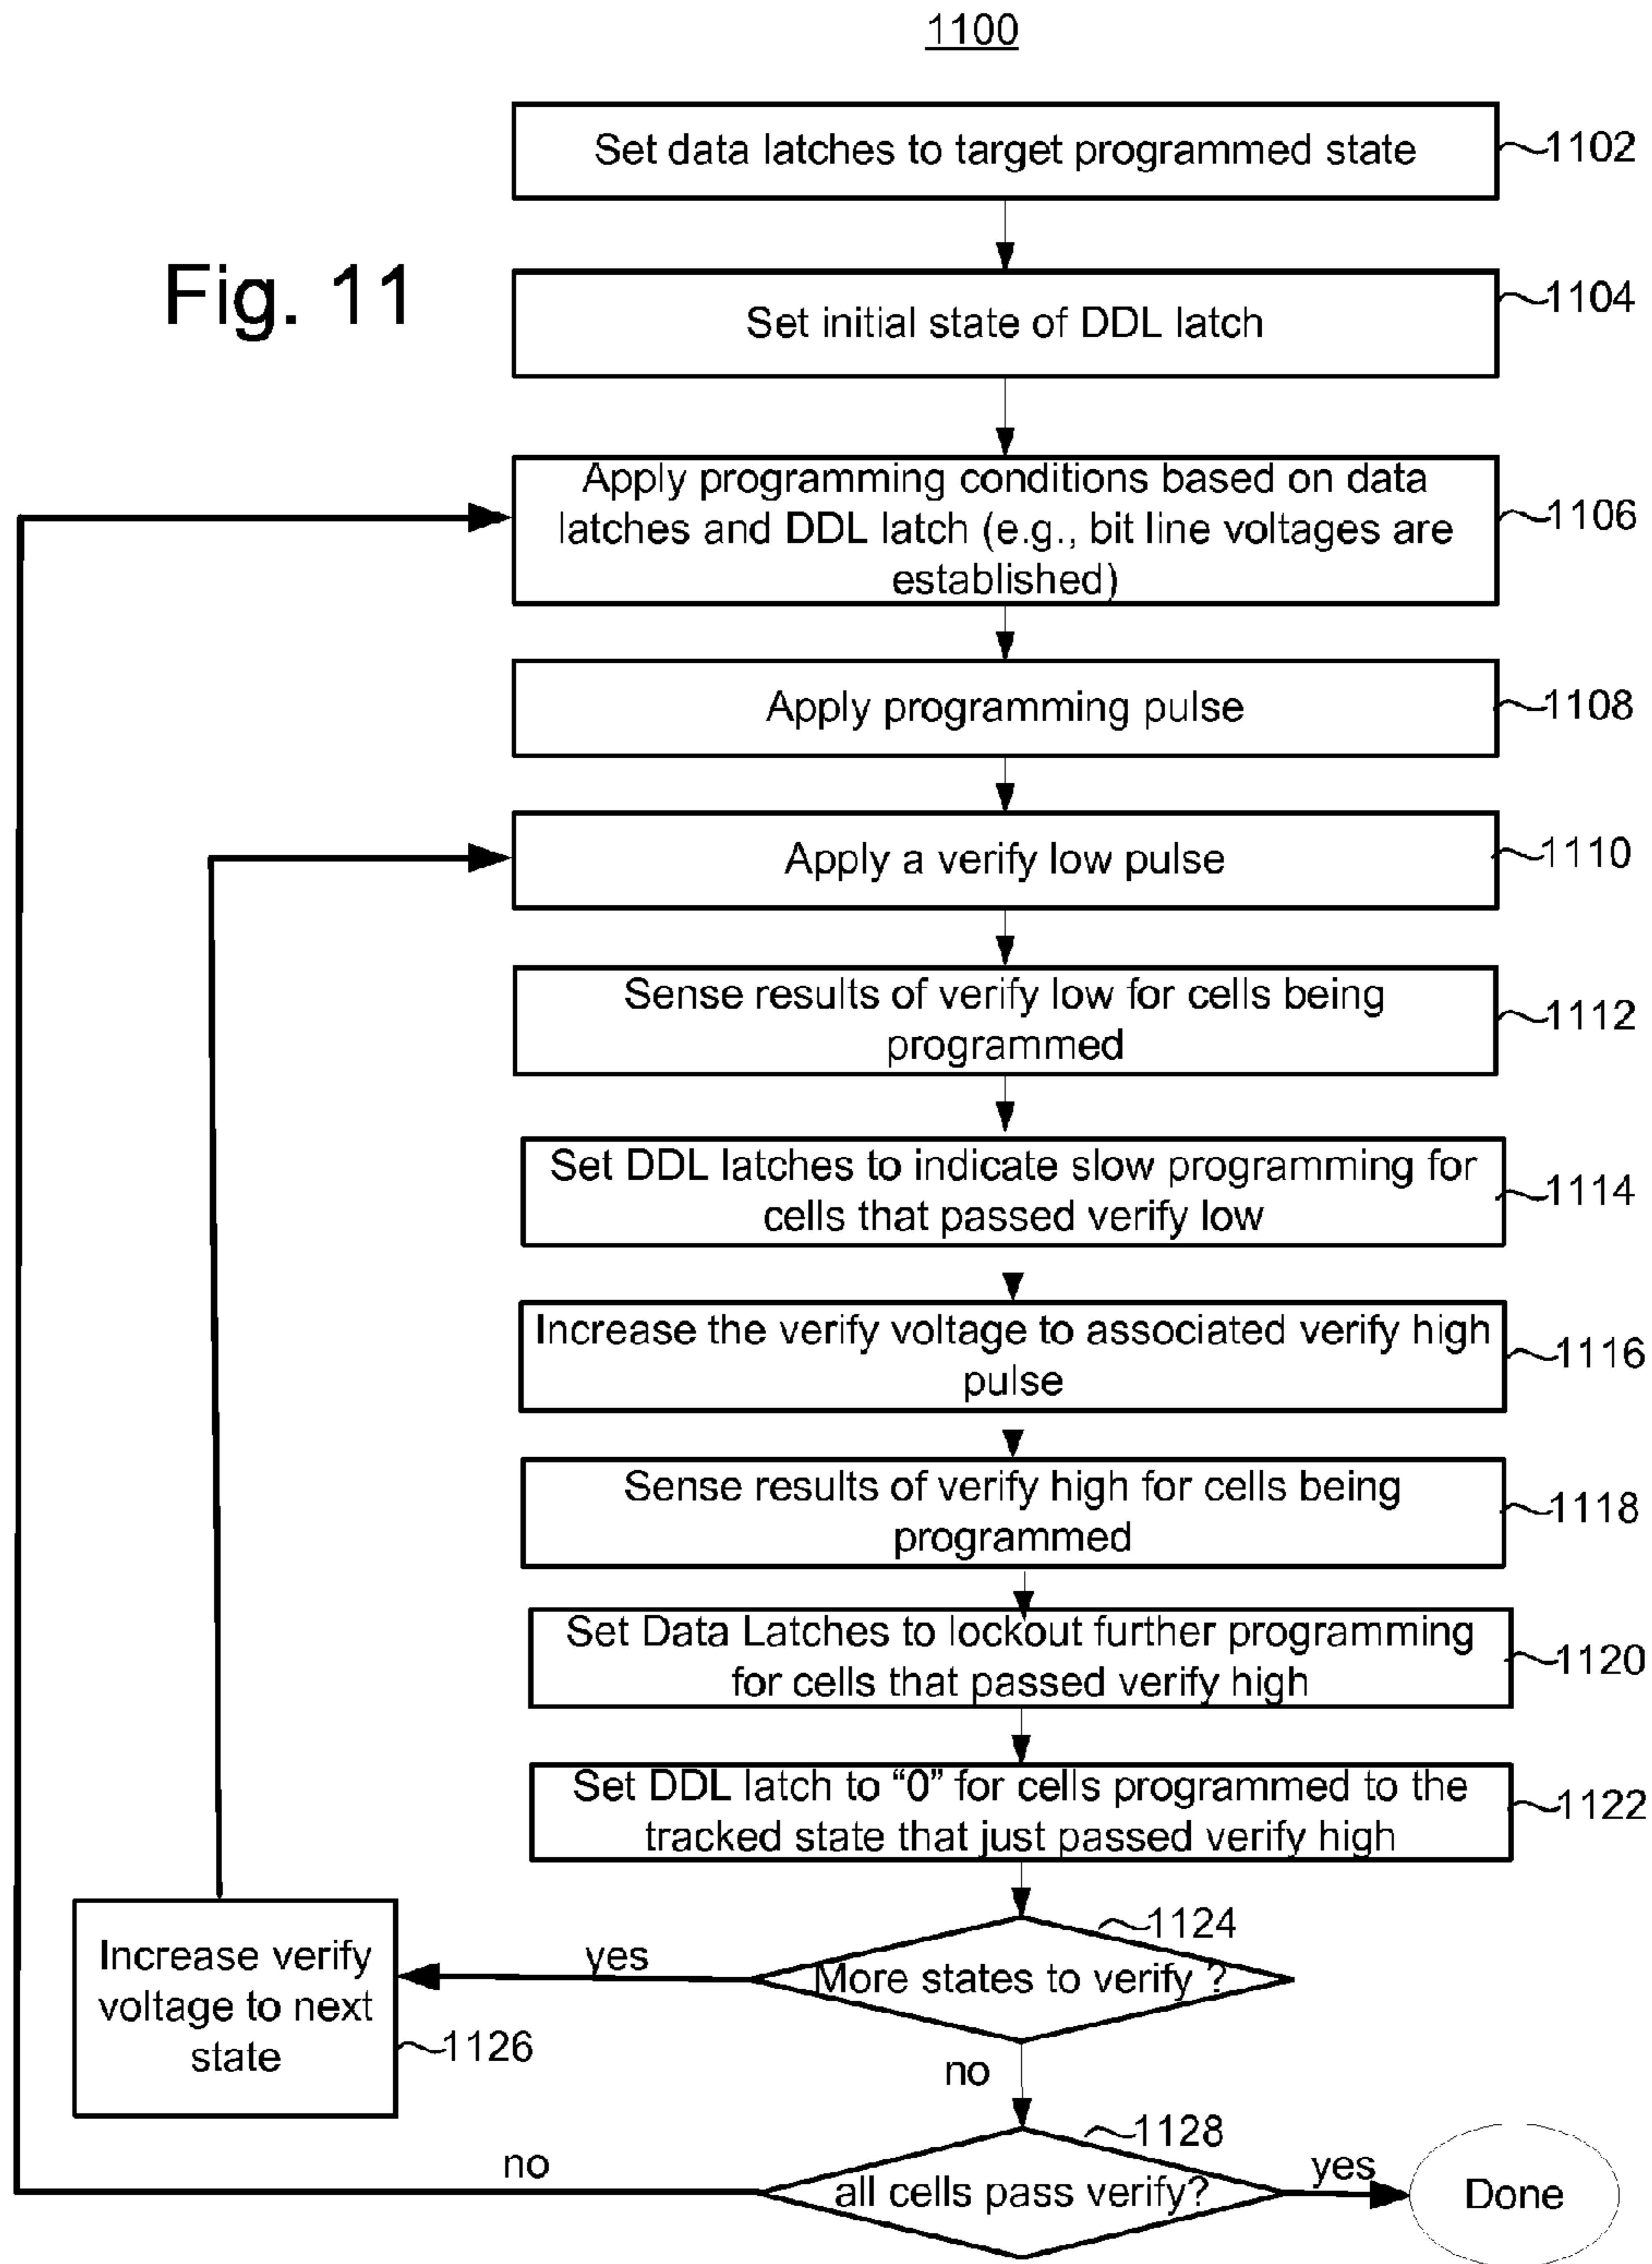 1100
Set data latches to target programmed state
1102
Fig. 11
Set initial state of DDL latch
1104
Apply programming conditions based on data
latches and DDL latch (e.g., bit line voltages are
established)
1106
Apply programming pulse
1108
Apply a verify low pulse
1110
Sense results of verify low for cells being
programmed
1112
Set DDL latches to indicate slow programming for
cells that passed verify low
1114
Increase the verify voltage to associated verify high
pulse
1116
Sense results of verify high for cells being
programmed
1118
Set Data Latches to lockout further programming
for cells that passed verify high
1120
Set DDL latch to “0” for cells programmed to the
tracked state that just passed verify high
1122
1124
More states to verify ?
yes
Increase verify
voltage to next
state
1126
no
1128
all cells pass verify?
no
yes
Done